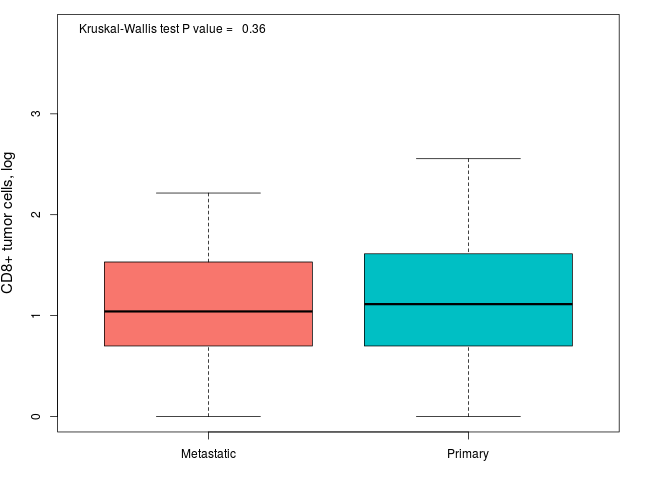 Kruskal-Wallis test P value = 0.36
CD8+ tumor cells, log
3
2
1
0
Metastatic Primary